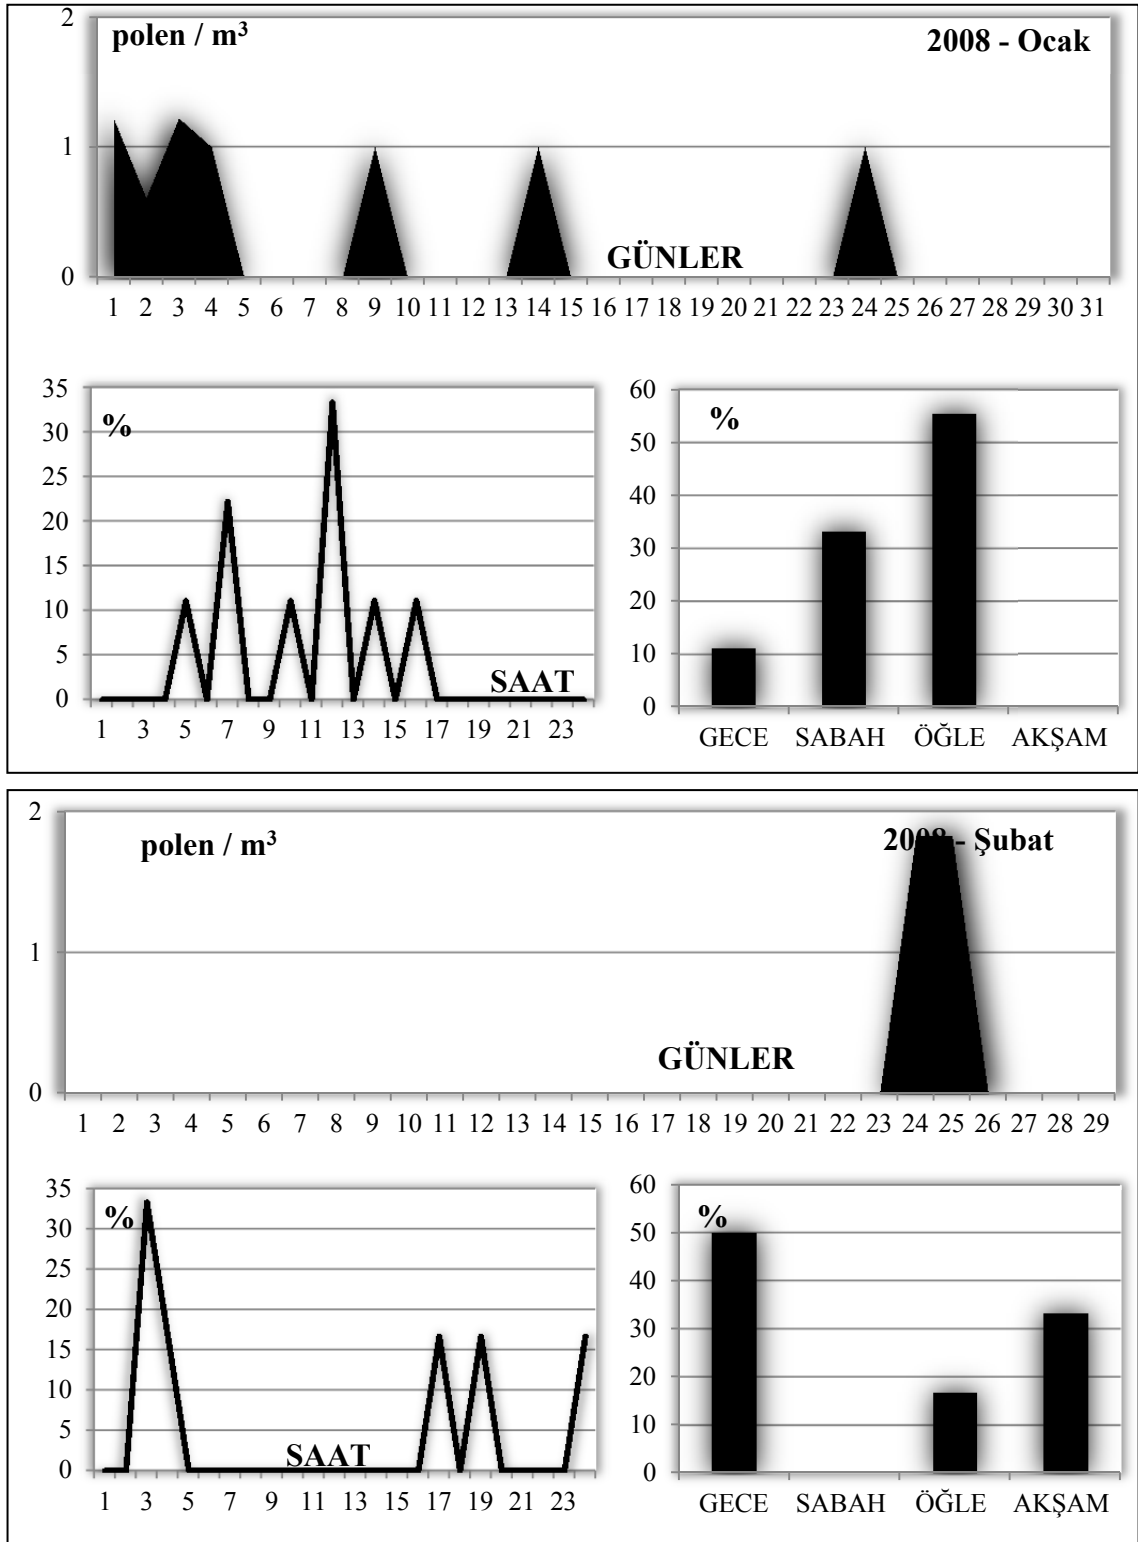 2
polen / m³
2008 - Ocak
1
GÜNLER
0
1 2 3 4 5 6 7 8 9 10 11 12 13 14 15 16 17 18 19 20 21 22 23 24 25 26 27 28 29 30 31
35
%
30
25
20
15
10
5
SAAT
0
1 3 5 7 9 11 13 15 17 19 21 23
60
%
50
40
30
20
10
0
GECE SABAH ÖĞLE AKŞAM
2
polen / m³
2008 - Şubat
1
GÜNLER
0
1 2 3 4 5 6 7 8 9 10 11 12 13 14 15 16 17 18 19 20 21 22 23 24 25 26 27 28 29
35
%
30
25
20
15
10
5
SAAT
0
1 3 5 7 9 11 13 15 17 19 21 23
60
%
50
40
30
20
10
0
GECE SABAH ÖĞLE AKŞAM